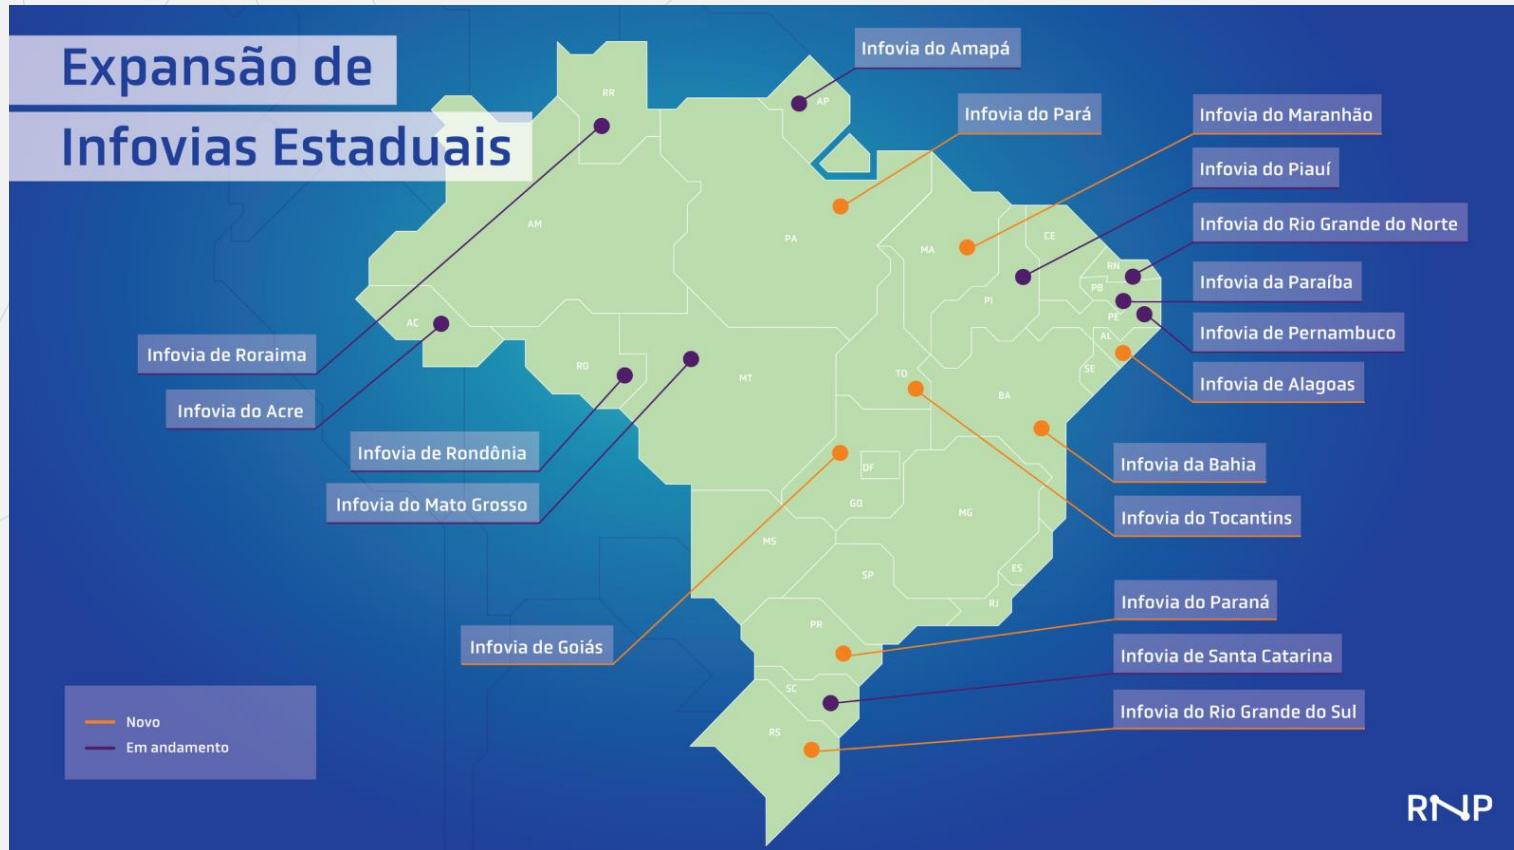 Expansão de
Infovias Estaduais
Infovia do Amapá
Infovia do Pará
Infovia do Maranhão
Infovia do Piauí
Infovia do Rio Grande do Norte
Infovia da Paraíba
Infovia de Pernambuco
Infovia de Alagoas
Infovia da Bahia
Infovia do Tocantins
Infovia do Paraná
Infovia de Santa Catarina
Infovia do Rio Grande do Sul
Infovia de Roraima
Infovia do Acre
Infovia de Rondônia
Infovia do Mato Grosso
Infovia de Goiás
RR
AP
AM
PA
MA
CE
RN
PB
PE
PI
AL
SE
AC
RO
MT
TO
BA
DF
GO
MG
MS
ES
SP
RJ
PR
SC
RS
Novo
Em andamento
RNP